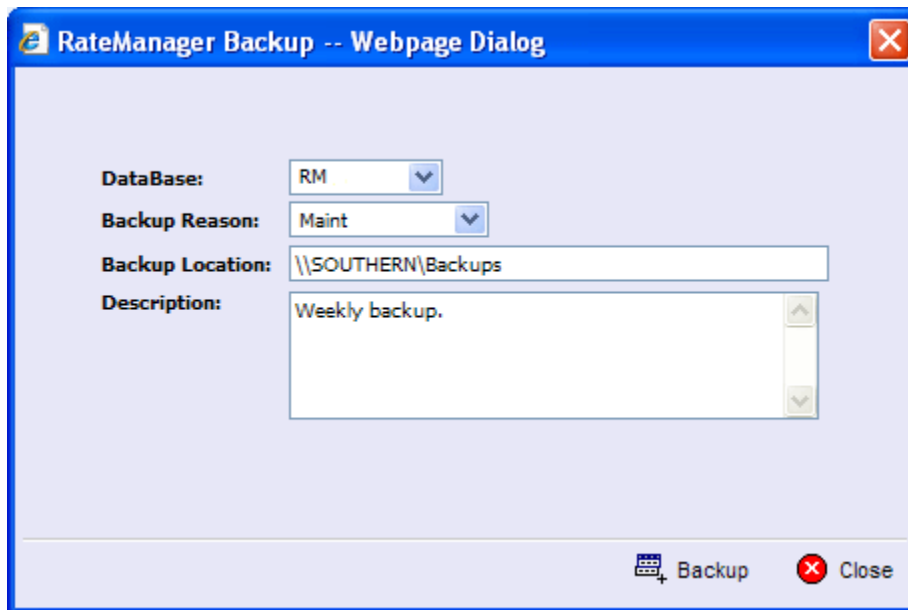 RateManager Backup -- Webpage Dialog
DataBase: RM
Backup Reason: Maint
Backup Location: \\SOUTHERN\Backups
Description: Weekly backup.
Backup Close